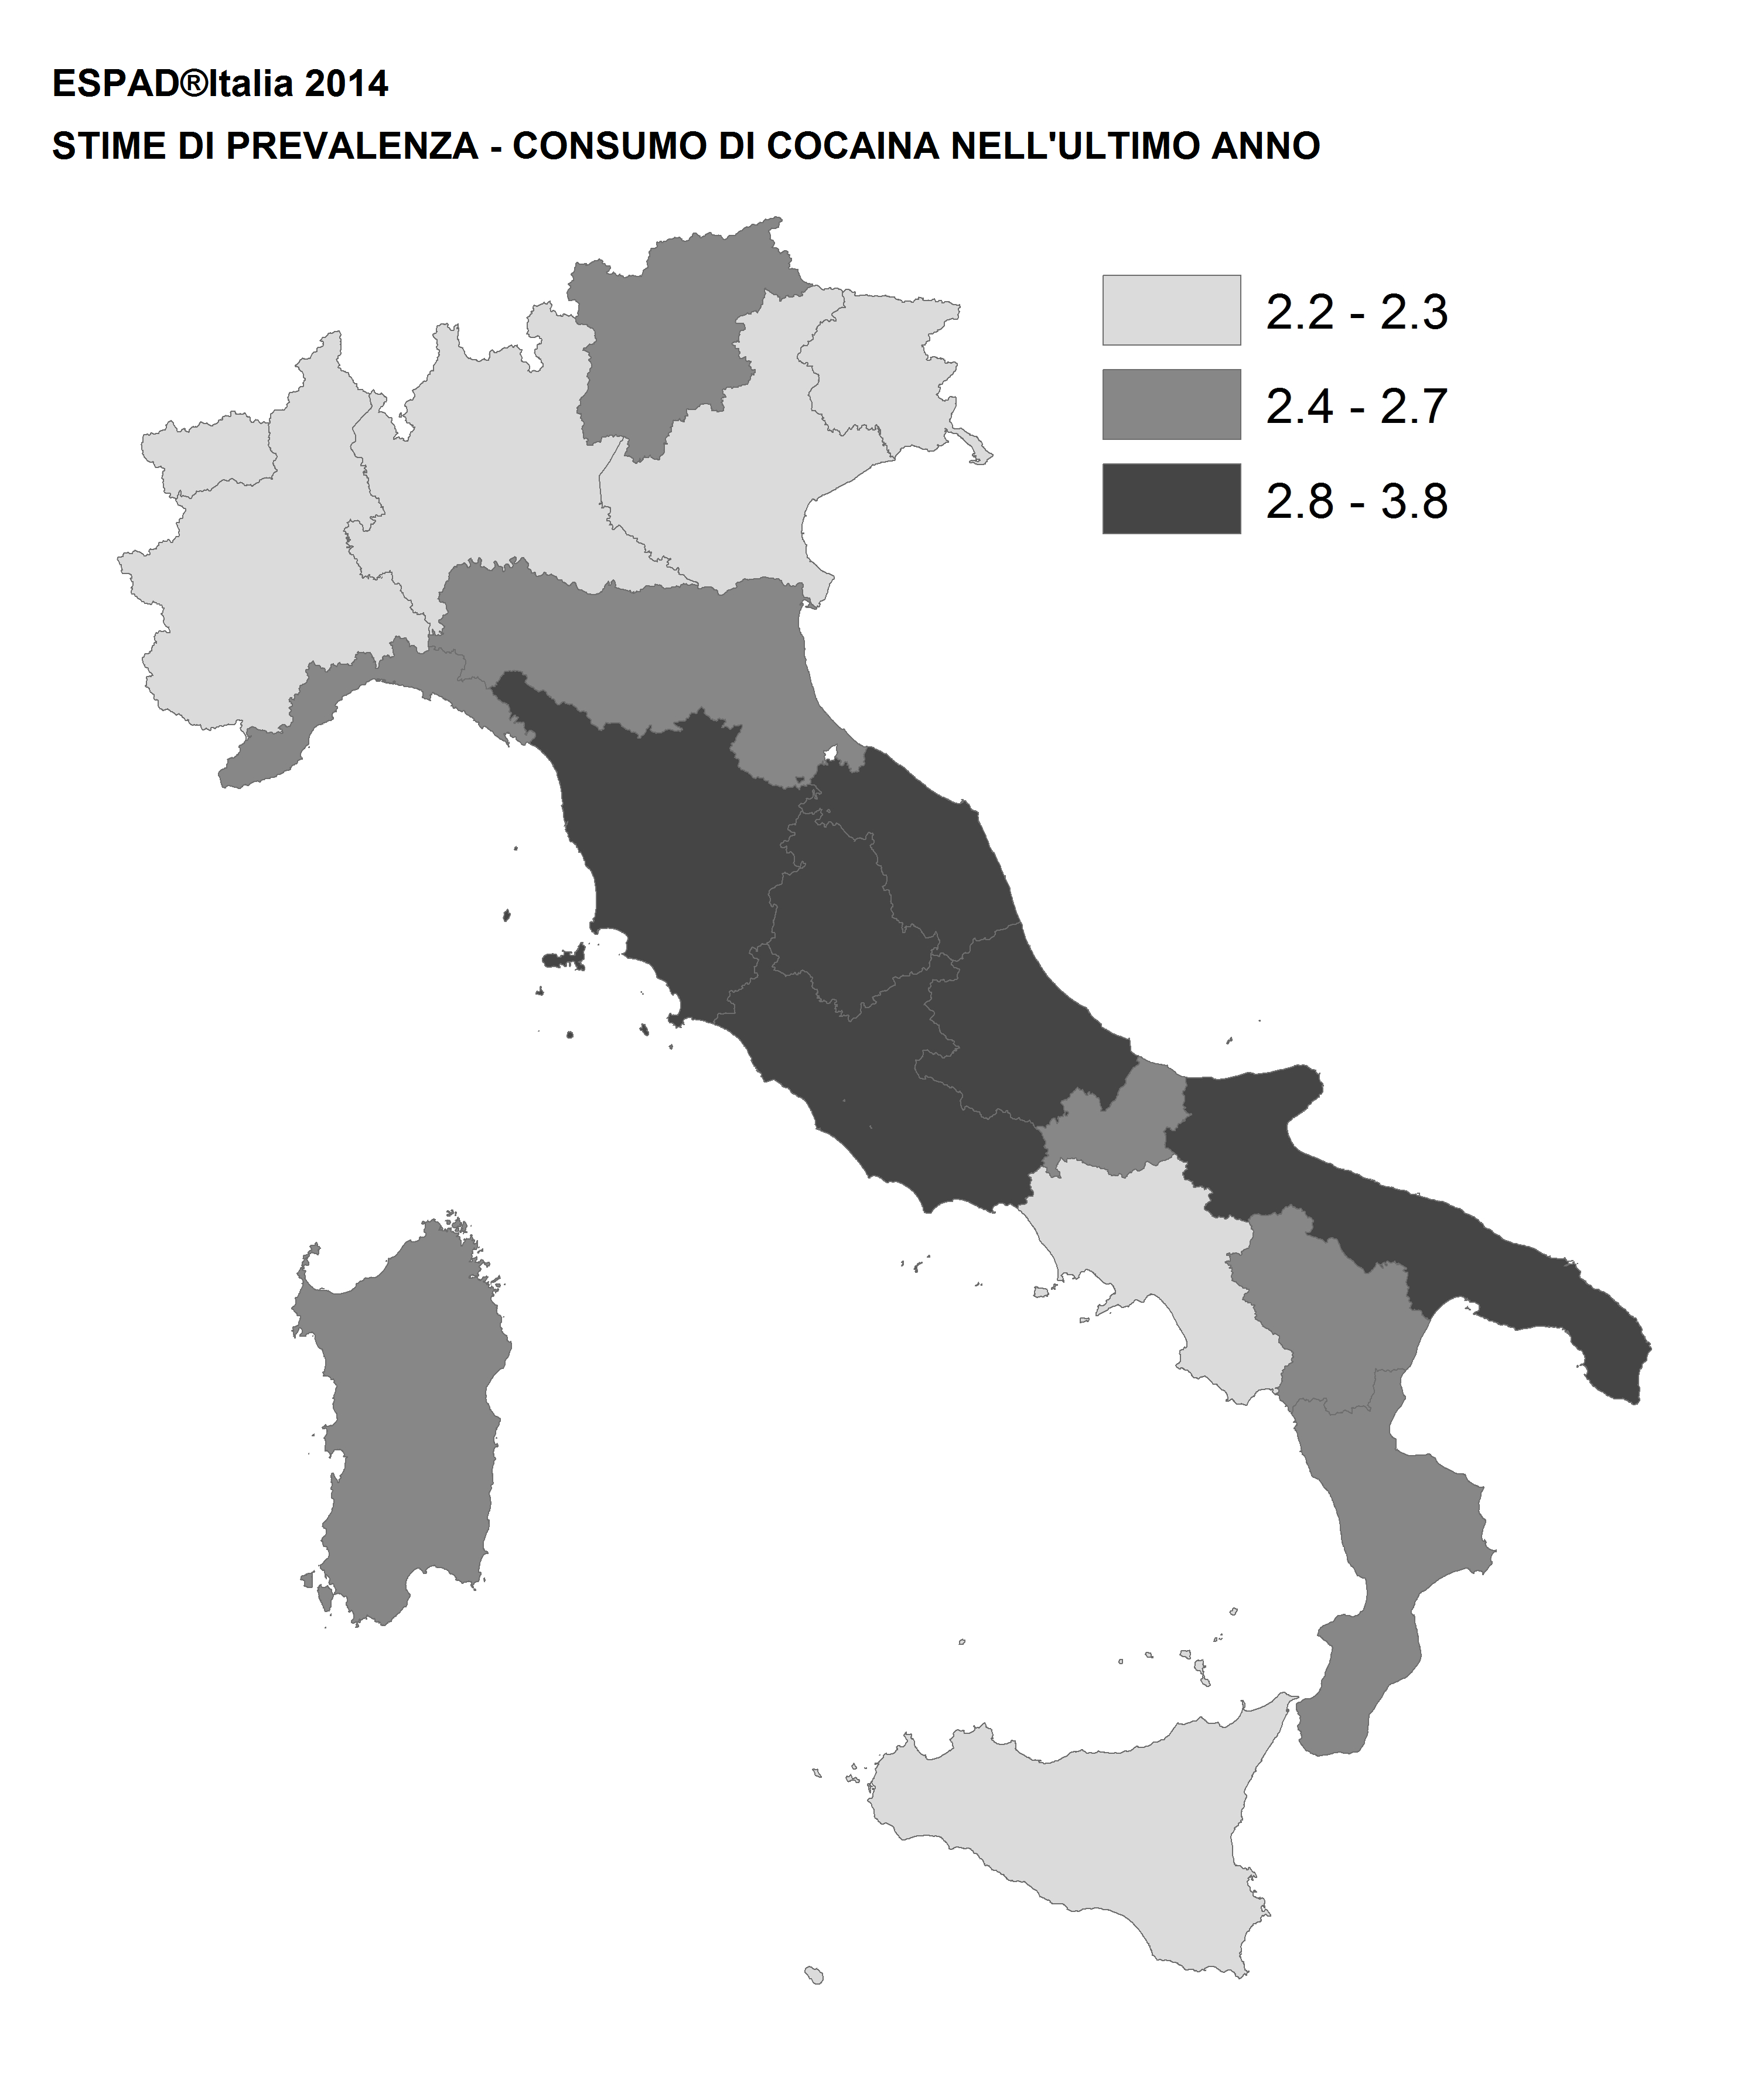 ESPAD®Italia 2014
STIME DI PREVALENZA - CONSUMO DI COCAINA NELL'ULTIMO ANNO
2.2 - 2.3
2.4 - 2.7
2.8 - 3.8